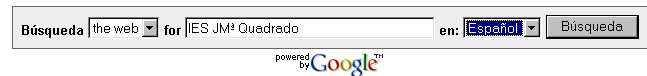 Búsqueda the web for IES JMª Quadrado en: Español Búsqueda
powered by Google™